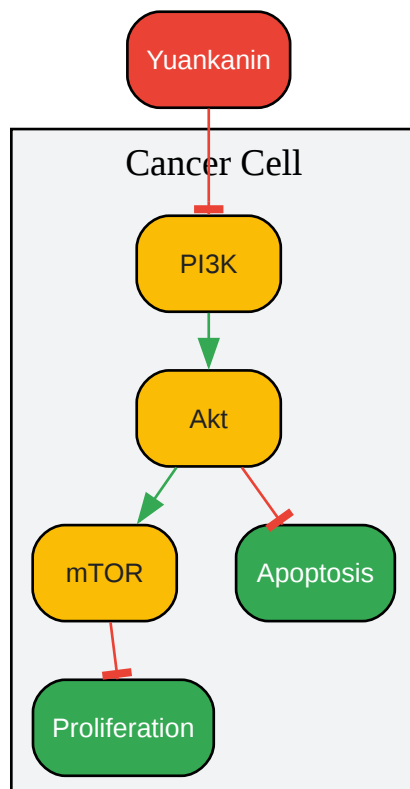 Yuankanin
Cancer Cell
PI3K
Akt
mTOR
Apoptosis
Proliferation